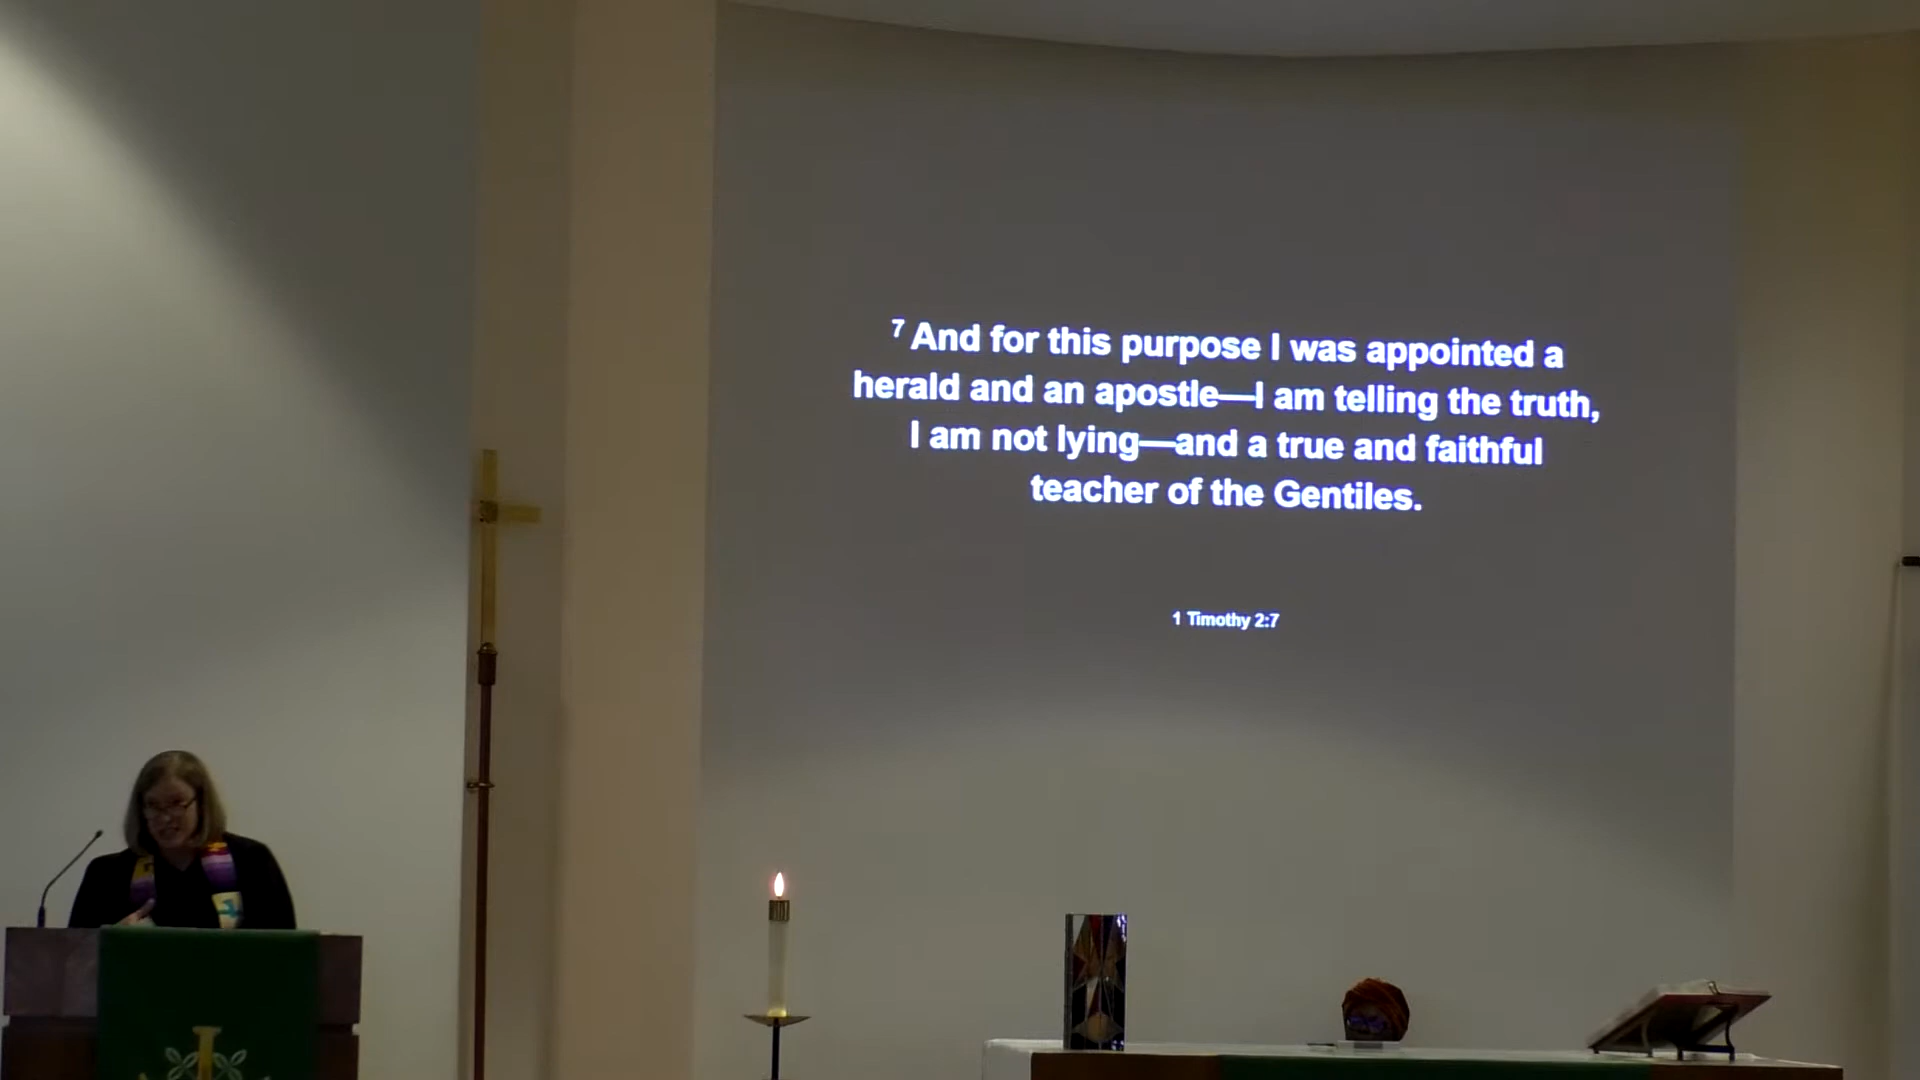 7 And for this purpose I was appointed a
herald and an apostle—I am telling the truth,
I am not lying—and a true and faithful
teacher of the Gentiles.
1 Timothy 2:7